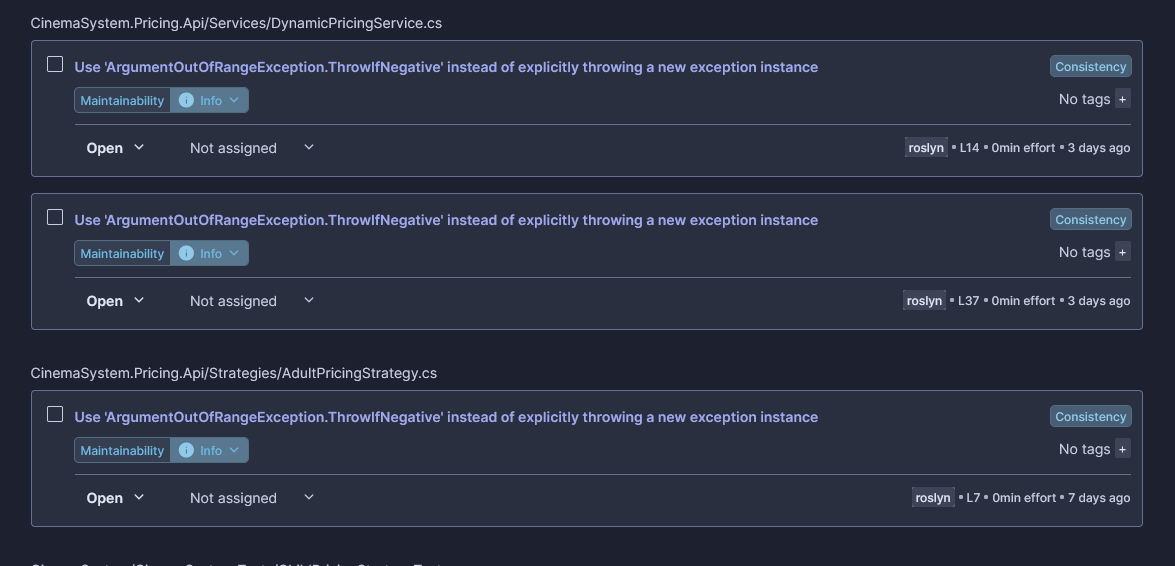 CinemaSystem.Pricing.Api/Services/DynamicPricingService.cs
Use 'ArgumentOutOfRangeException.ThrowIfNegative' instead of explicitly throwing a new exception instance
Consistency
Maintainability Info
No tags +
Open Not assigned
roslyn • L14 • 0min effort • 3 days ago
Use 'ArgumentOutOfRangeException.ThrowIfNegative' instead of explicitly throwing a new exception instance
Consistency
Maintainability Info
No tags +
Open Not assigned
roslyn • L37 • 0min effort • 3 days ago
CinemaSystem.Pricing.Api/Strategies/AdultPricingStrategy.cs
Use 'ArgumentOutOfRangeException.ThrowIfNegative' instead of explicitly throwing a new exception instance
Consistency
Maintainability Info
No tags +
Open Not assigned
roslyn • L7 • 0min effort • 7 days ago